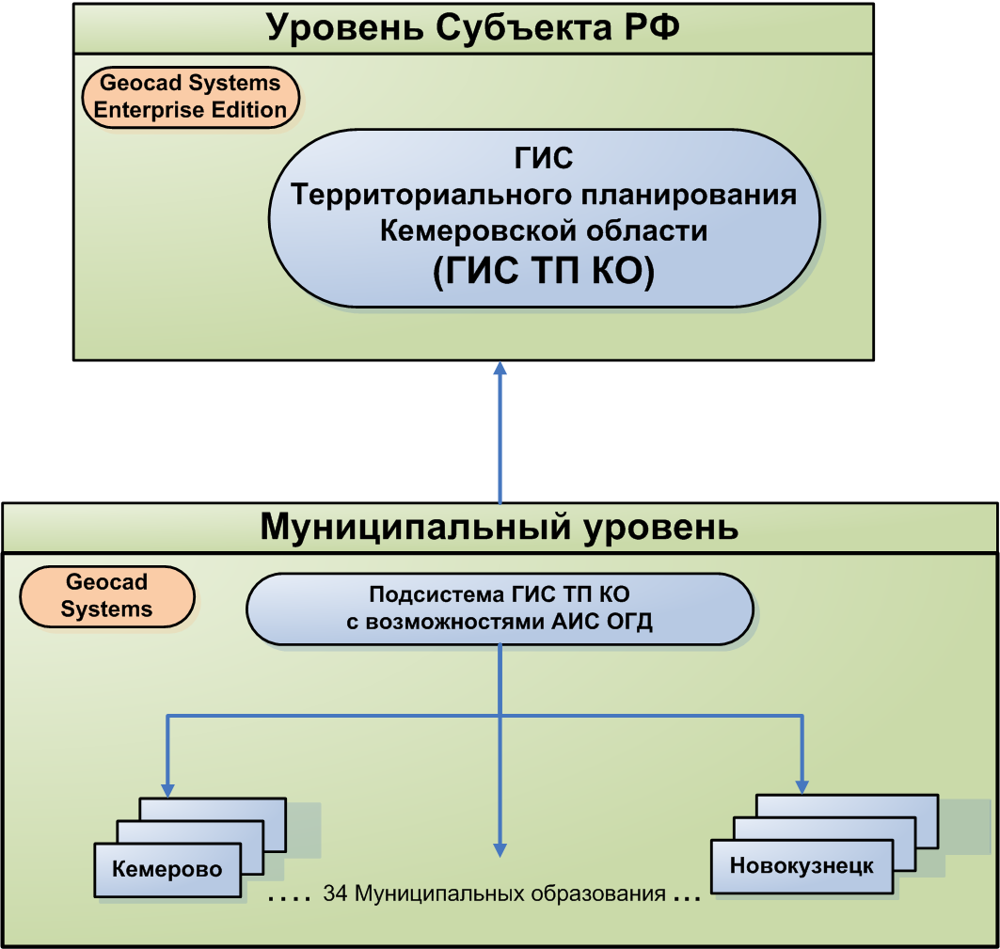 Уровень Субъекта РФ
Geocad Systems
Enterprise Edition
ГИС
Территориального планирования
Кемеровской области
(ГИС ТП КО)
Муниципальный уровень
Geocad
Systems
Подсистема ГИС ТП КО
с возможностями АИС ОГД
Кемерово
.... 34 Муниципальных образования ...
Новокузнецк